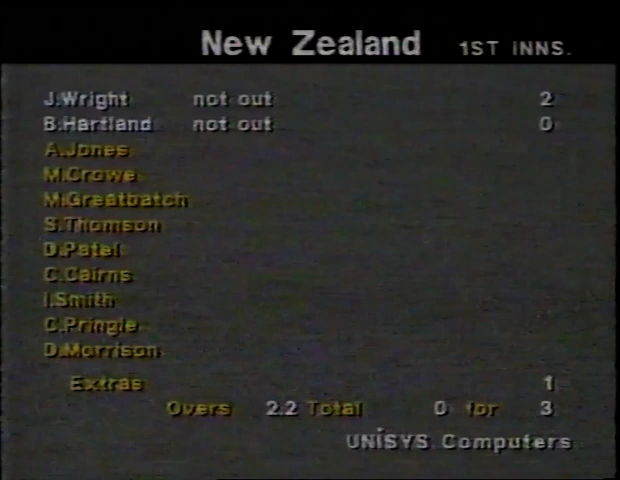 New Zealand 1ST INNS.
J.Wright not out 2
B.Hartland not out 0
A.Jones
M.Crowe
M.Greatbatch
S.Thomson
D.Patel
C.Cairns
I.Smith
C.Pringle
D.Morrison
Extras 1
Overs 2.2 Total 0 for 3
UNISYS Computers